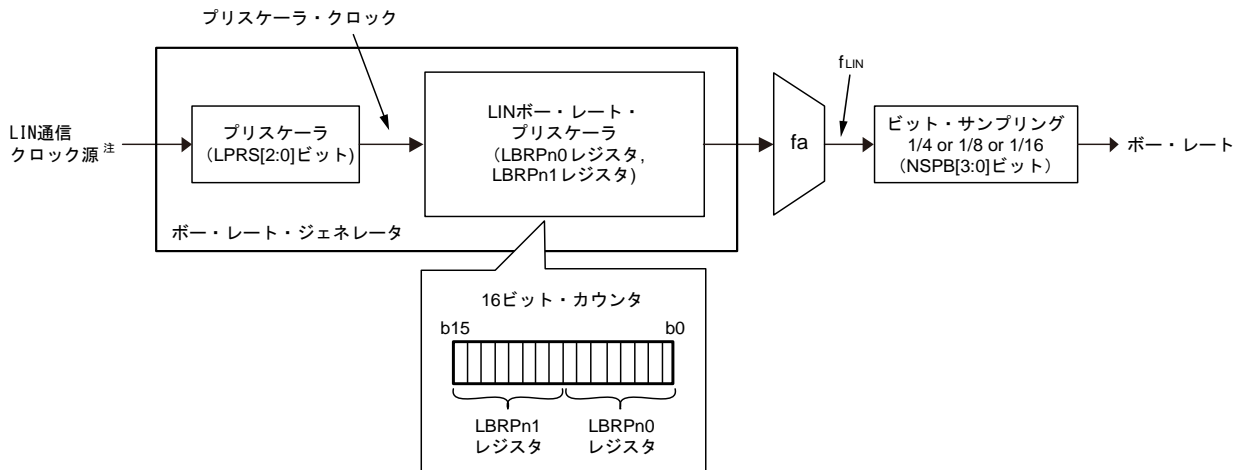 プリスケーラ・クロック
LIN通信
クロック源 注
プリスケーラ
（LPRS[2:0]ビット)
LINボー・レート・
プリスケーラ
（LBRPn0レジスタ,
LBRPn1レジスタ)
fa
fLIN
ビット・サンプリング
1/4 or 1/8 or 1/16
（NSPB[3:0]ビット）
ボー・レート
ボー・レート・ジェネレータ
16ビット・カウンタ
b15 b0
LBRPn1 LBRPn0
レジスタ レジスタ